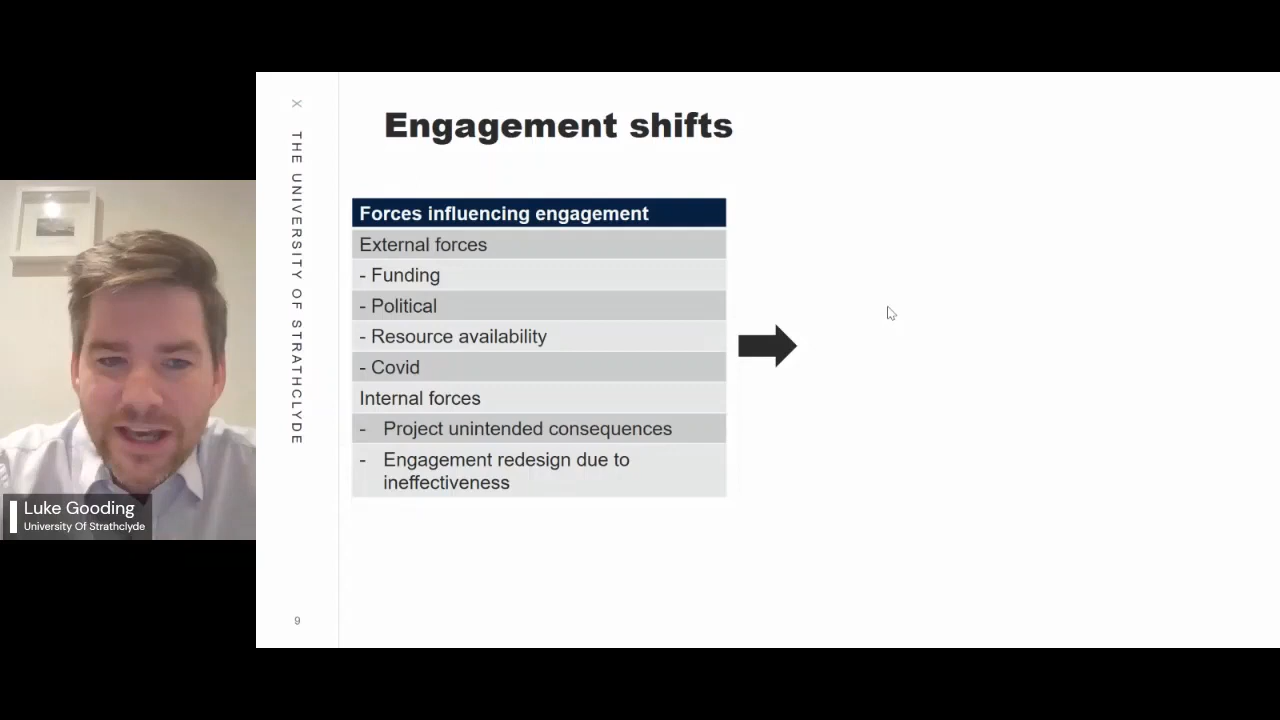 X THE UNIVERSITY OF STRATHCLYDE
Engagement shifts
Forces influencing engagement
External forces
- Funding
- Political
- Resource availability
- Covid
Internal forces
- Project unintended consequences
- Engagement redesign due to
ineffectiveness
Luke Gooding
University Of Strathclyde
9